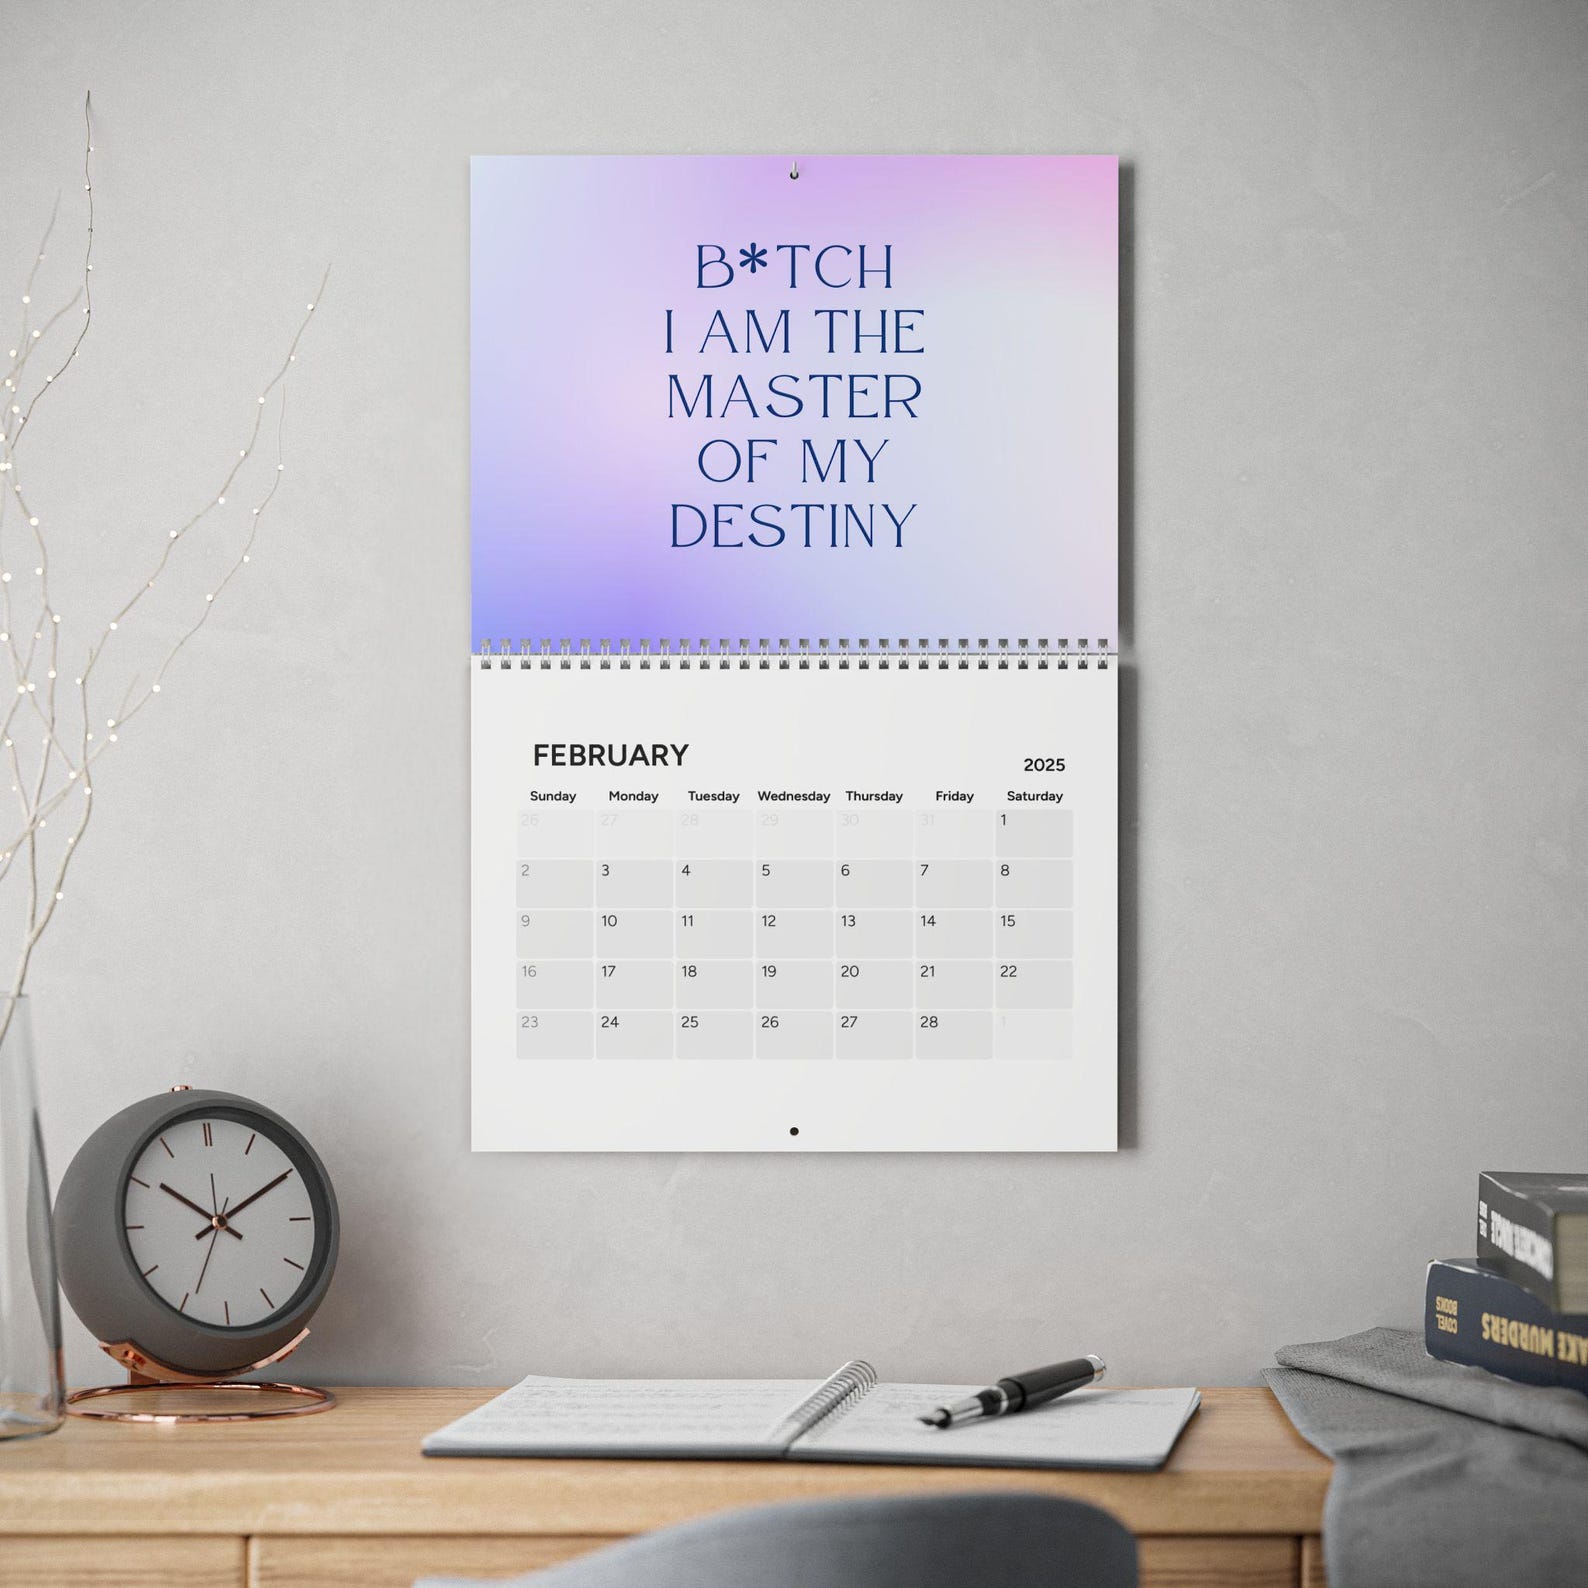 B*TCH
I AM THE
MASTER
OF MY
DESTINY
FEBRUARY
2025
Sunday Monday Tuesday Wednesday Thursday Friday Saturday
26 27 28 29 30 31 1
2 3 4 5 6 7 8
9 10 11 12 13 14 15
16 17 18 19 20 21 22
23 24 25 26 27 28 1
COVEL
BOOKS
MURDERS